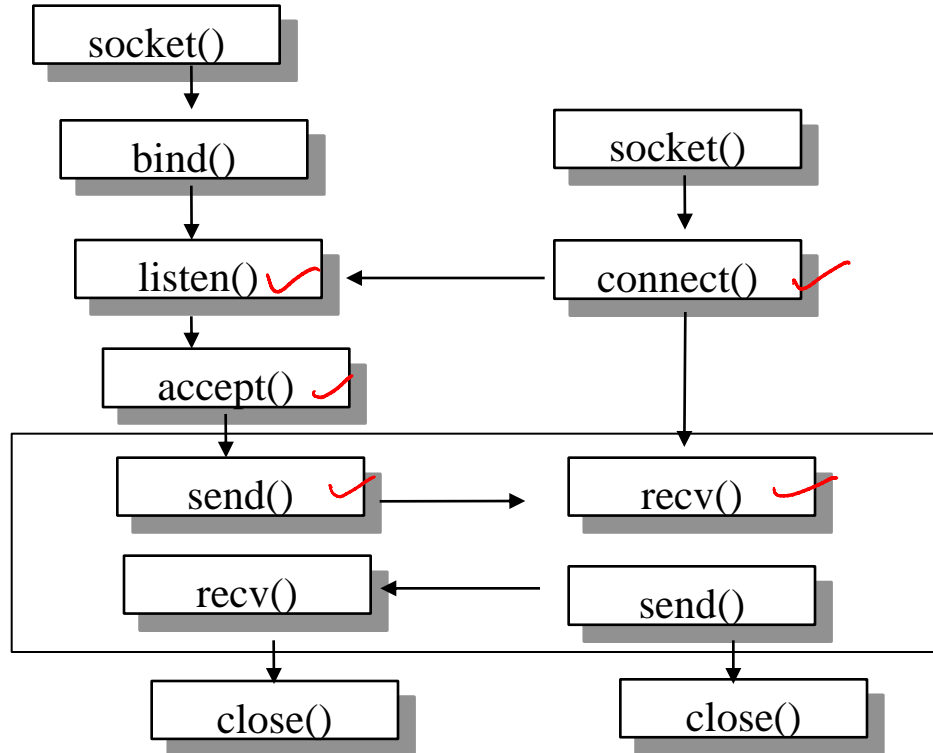 socket()
bind()
listen()
accept()
send()
recv()
close()
socket()
connect()
recv()
send()
close()